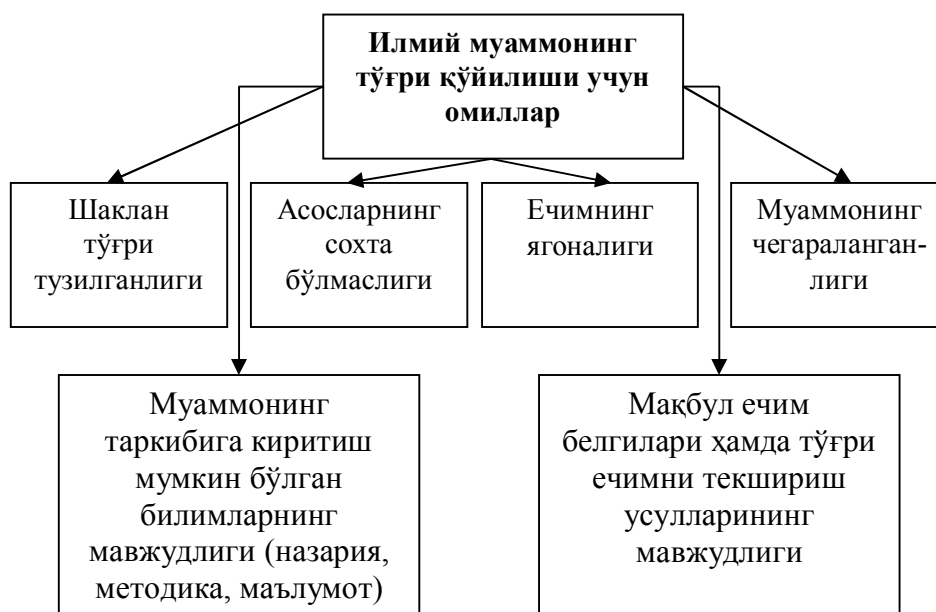 Илмий муаммонинг
тўғри қўйилиши учун
омиллар
Шаклан
тўғри
тузилганлиги
Асосларнинг
сохта
бўлмаслиги
Ечимнинг
ягоналиги
Муаммонинг
чегараланган-
лиги
Муаммонинг
таркибига киритиш
мумкин бўлган
билимларнинг
мавжудлиги (назария,
методика, маълумот)
Мақбул ечим
белгилари ҳамда тўғри
ечимни текшириш
усулларининг
мавжудлиги